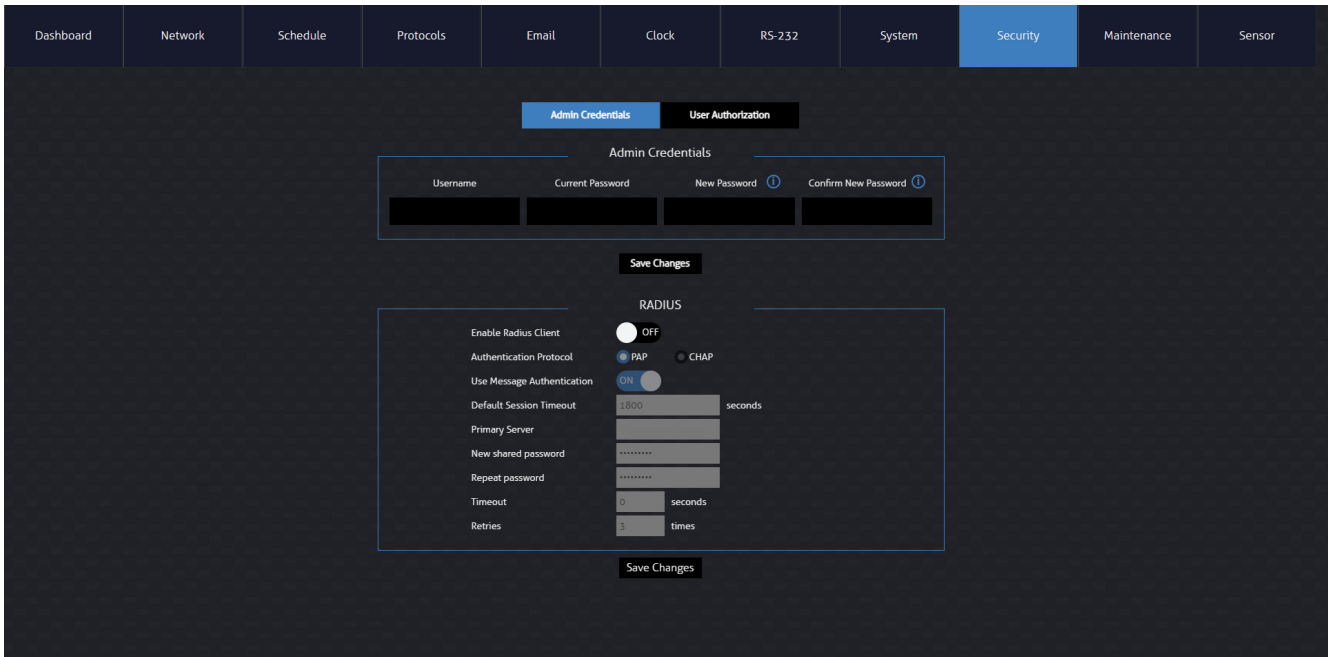 Dashboard Network Schedule Protocols Email Clock RS-232 System Security Maintenance Sensor
Admin Credentials User Authorization
Admin Credentials
Username Current Password New Password Confirm New Password
Save Changes
RADIUS
Enable Radius Client OFF
Authentication Protocol PAP CHAP
Use Message Authentication ON
Default Session Timeout 1800 seconds
Primary Server
New shared password •••••••••
Repeat password •••••••••
Timeout 0 seconds
Retries 3 times
Save Changes